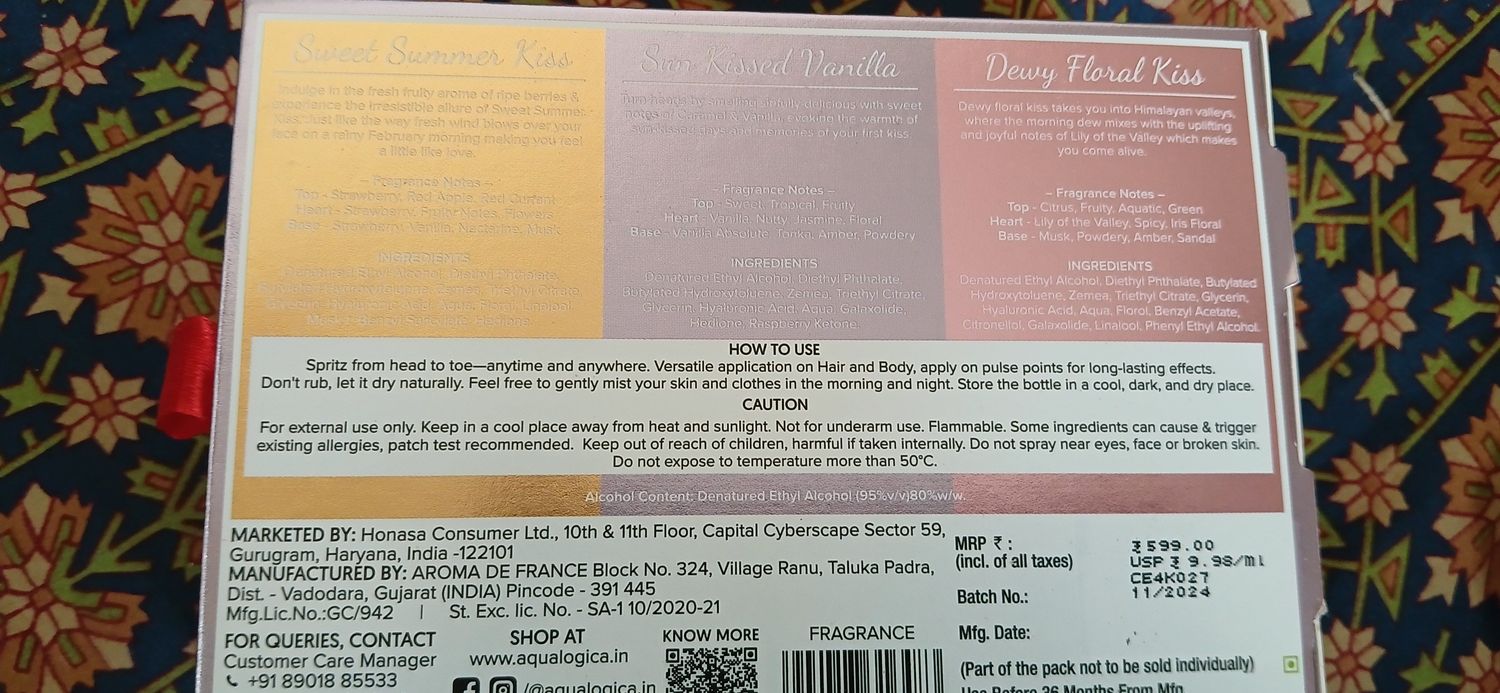 Sweet Summer Kiss
Indulge in the fresh fruity arome of ripe berries &
experience the irresistible allure of Sweet Summer
Kiss. Just like the way fresh wind blows over your
face on a rainy February morning making you feel
a little like love.
– Fragrance Notes –
Top - Strawberry, Red Apple, Red Currant
Heart - Strawberry, Fruity Notes, Flowers
Base - Strawberry, Vanilla, Nectarine, Musk
INGREDIENTS
Denatured Ethyl Alcohol, Diethyl Phthalate,
Butylated Hydroxytoluene, Triethyl Citrate
Glycerin, Hyaluronic Acid, Aqua, Linalool
Benzyl Salicylate, Hedione
Sun Kissed Vanilla
Turn heads by smelling sinfully delicious with sweet
notes of Caramel & Vanilla, evoking the warmth of
sun-kissed days and memories of your first kiss
– Fragrance Notes –
Top - Sweet, Tropical, Fruity
Heart - Vanilla, Nutty, Jasmine, Floral
Base - Vanilla Absolute, Tonka, Amber, Powdery
INGREDIENTS
Denatured Ethyl Alcohol, Diethyl Phthalate,
Butylated Hydroxytoluene, Zemea, Triethyl Citrate,
Glycerin, Hyaluronic Acid, Aqua, Galaxolide,
Hedione, Raspberry Ketone.
Dewy Floral Kiss
Dewy floral kiss takes you into Himalayan valleys,
where the morning dew mixes with the uplifting
and joyful notes of Lily of the Valley which makes
you come alive.
– Fragrance Notes –
Top - Citrus, Fruity, Aquatic, Green
Heart - Lily of the Valley, Spicy, Iris Floral
Base - Musk, Powdery, Amber, Sandal
INGREDIENTS
Denatured Ethyl Alcohol, Diethyl Phthalate, Butylated
Hydroxytoluene, Zemea, Triethyl Citrate, Glycerin,
Hyaluronic Acid, Aqua, Florol, Benzyl Acetate,
Citronellol, Galaxolide, Linalool, Phenyl Ethyl Alcohol.
HOW TO USE
Spritz from head to toe—anytime and anywhere. Versatile application on Hair and Body, apply on pulse points for long-lasting effects.
Don't rub, let it dry naturally. Feel free to gently mist your skin and clothes in the morning and night. Store the bottle in a cool, dark, and dry place.
CAUTION
For external use only. Keep in a cool place away from heat and sunlight. Not for underarm use. Flammable. Some ingredients can cause & trigger
existing allergies, patch test recommended. Keep out of reach of children, harmful if taken internally. Do not spray near eyes, face or broken skin.
Do not expose to temperature more than 50°C.
Alcohol Content: Denatured Ethyl Alcohol (95%v/v)80%w/w.
MARKETED BY: Honasa Consumer Ltd., 10th & 11th Floor, Capital Cyberscape Sector 59,
Gurugram, Haryana, India -122101
MANUFACTURED BY: AROMA DE FRANCE Block No. 324, Village Ranu, Taluka Padra,
Dist. - Vadodara, Gujarat (INDIA) Pincode - 391 445
Mfg.Lic.No.:GC/942 | St. Exc. lic. No. - SA-1 10/2020-21
FOR QUERIES, CONTACT
Customer Care Manager
+91 89018 85533
SHOP AT
www.aqualogica.in
/@aqualogica.in
KNOW MORE
FRAGRANCE
MRP ₹ : ₹599.00
(incl. of all taxes) USP ₹ 9.98/ml
CE4K027
Batch No.: 11/2024
Mfg. Date:
(Part of the pack not to be sold individually)
Use Before 36 Months From Mfg.